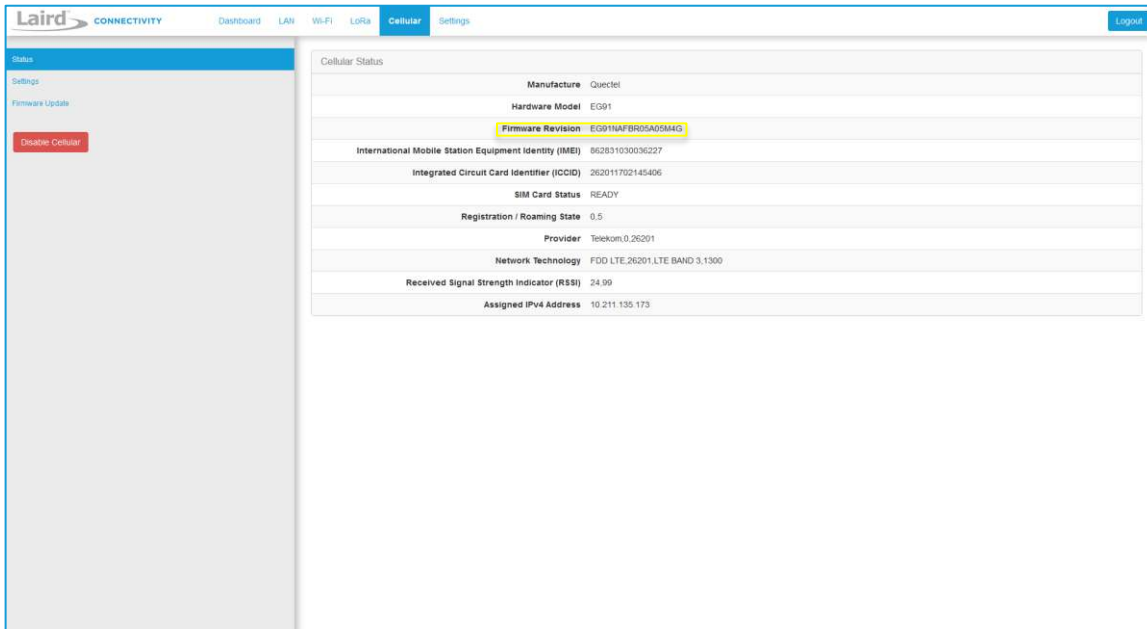 Laird CONNECTIVITY Dashboard LAN Wi-Fi LoRa Cellular Settings Logout
Status
Settings
Firmware Update
Disable Cellular
Cellular Status
Manufacture Quectel
Hardware Model EG91
Firmware Revision EG91NAFBR05A05M4G
International Mobile Station Equipment Identity (IMEI) 862831030036227
Integrated Circuit Card Identifier (ICCID) 262011702145406
SIM Card Status READY
Registration / Roaming State 0,5
Provider Telekom,0,26201
Network Technology FDD LTE,26201,LTE BAND 3,1300
Received Signal Strength Indicator (RSSI) 24,99
Assigned IPv4 Address 10.211.135.173